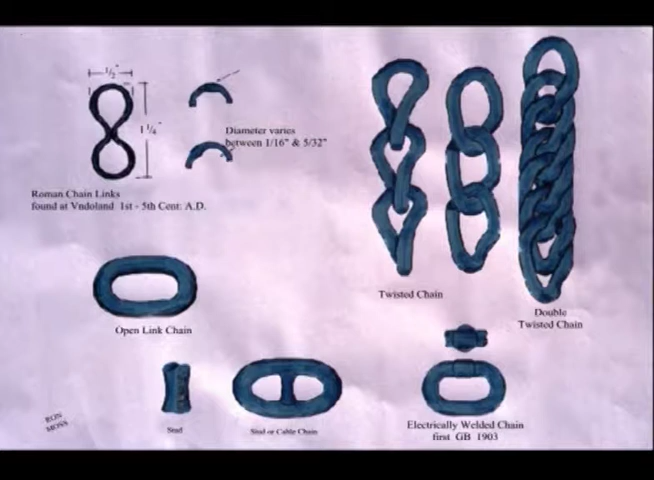 1/2"
1 1/4"
Diameter varies
between 1/16" & 5/32"
Roman Chain Links
found at Vndoland 1st - 5th Cent: A.D.
Twisted Chain
Double
Twisted Chain
Open Link Chain
Stud
Stud or Cable Chain
Electrically Welded Chain
first GB 1903
RON
MOSS